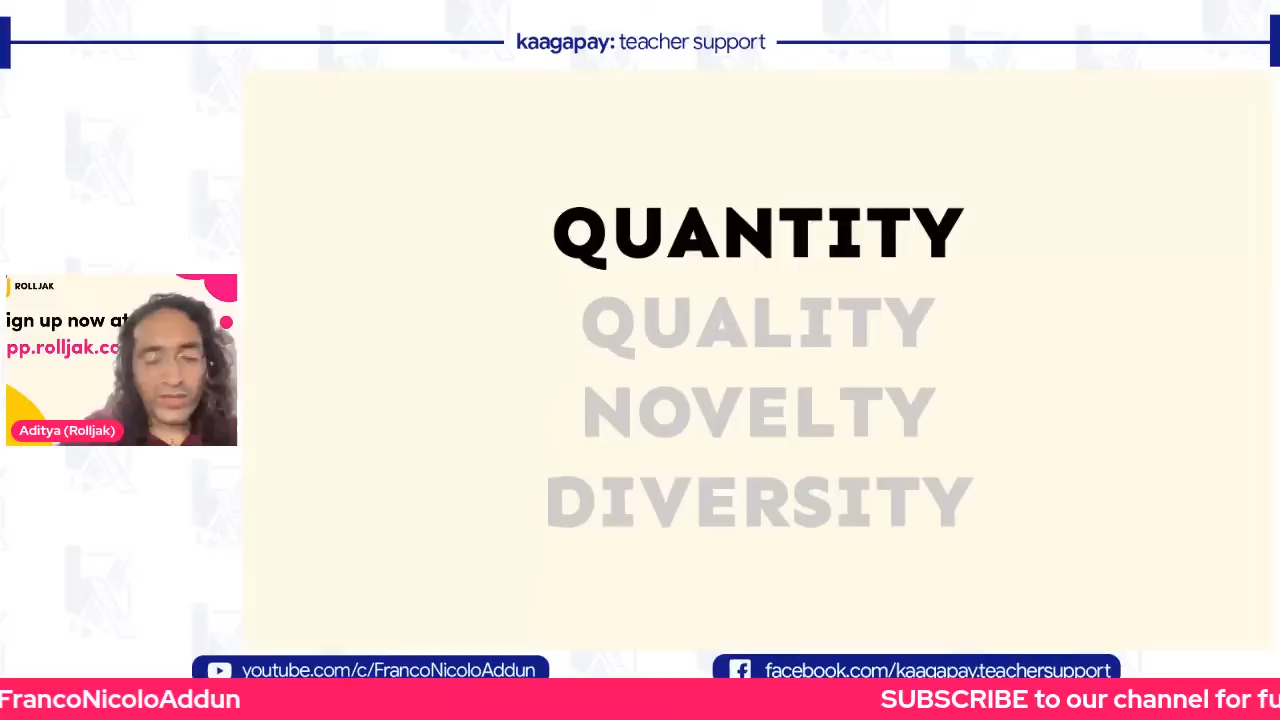 kaagapay: teacher support
QUANTITY
QUALITY
NOVELTY
DIVERSITY
ROLLJAK
ign up now at
pp.rolljak.co
Aditya (Rolljak)
youtube.com/c/FrancoNicoloAddun
facebook.com/kaagapay.teachersupport
FrancoNicoloAddun
SUBSCRIBE to our channel for fu